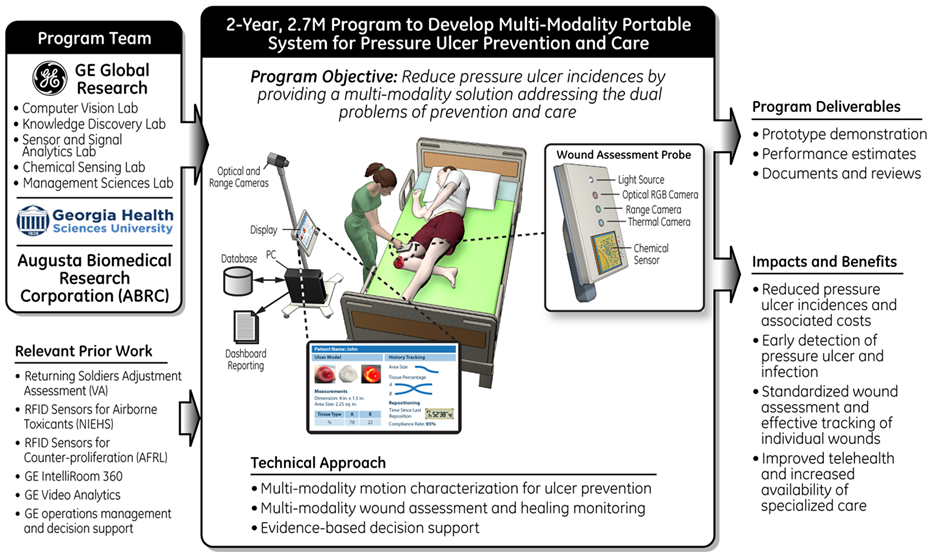 Program Team
GE Global
Research
• Computer Vision Lab
• Knowledge Discovery Lab
• Sensor and Signal
Analytics Lab
• Chemical Sensing Lab
• Management Sciences Lab
Georgia Health
Sciences University
Augusta Biomedical
Research
Corporation (ABRC)
Relevant Prior Work
• Returning Soldiers Adjustment
Assessment (VA)
• RFID Sensors for Airborne
Toxicants (NIEHS)
• RFID Sensors for
Counter-proliferation (AFRL)
• GE IntelliRoom 360
• GE Video Analytics
• GE operations management
and decision support
2-Year, 2.7M Program to Develop Multi-Modality Portable
System for Pressure Ulcer Prevention and Care
Program Objective: Reduce pressure ulcer incidences by
providing a multi-modality solution addressing the dual
problems of prevention and care
Optical and
Range Cameras
Display
Database
PC
Dashboard
Reporting
Wound Assessment Probe
Light Source
Optical RGB Camera
Range Camera
Thermal Camera
Chemical
Sensor
Patient Name: John
Ulcer Model
Measurements
Dimension: 4 in. x 1.5 in.
Area Size: 2.25 sq. in.
Tissue Type A B
% 78 22
History Tracking
Area Size
Tissue Percentage
A
B
Repositioning
Time Since Last
Reposition
Compliance Rate: 95%
Technical Approach
• Multi-modality motion characterization for ulcer prevention
• Multi-modality wound assessment and healing monitoring
• Evidence-based decision support
Program Deliverables
• Prototype demonstration
• Performance estimates
• Documents and reviews
Impacts and Benefits
• Reduced pressure
ulcer incidences and
associated costs
• Early detection of
pressure ulcer and
infection
• Standardized wound
assessment and
effective tracking of
individual wounds
• Improved telehealth
and increased
availability of
specialized care